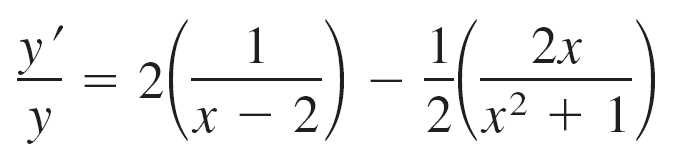 y′/y = 2(1/(x − 2)) − 1/2(2x/(x² + 1))